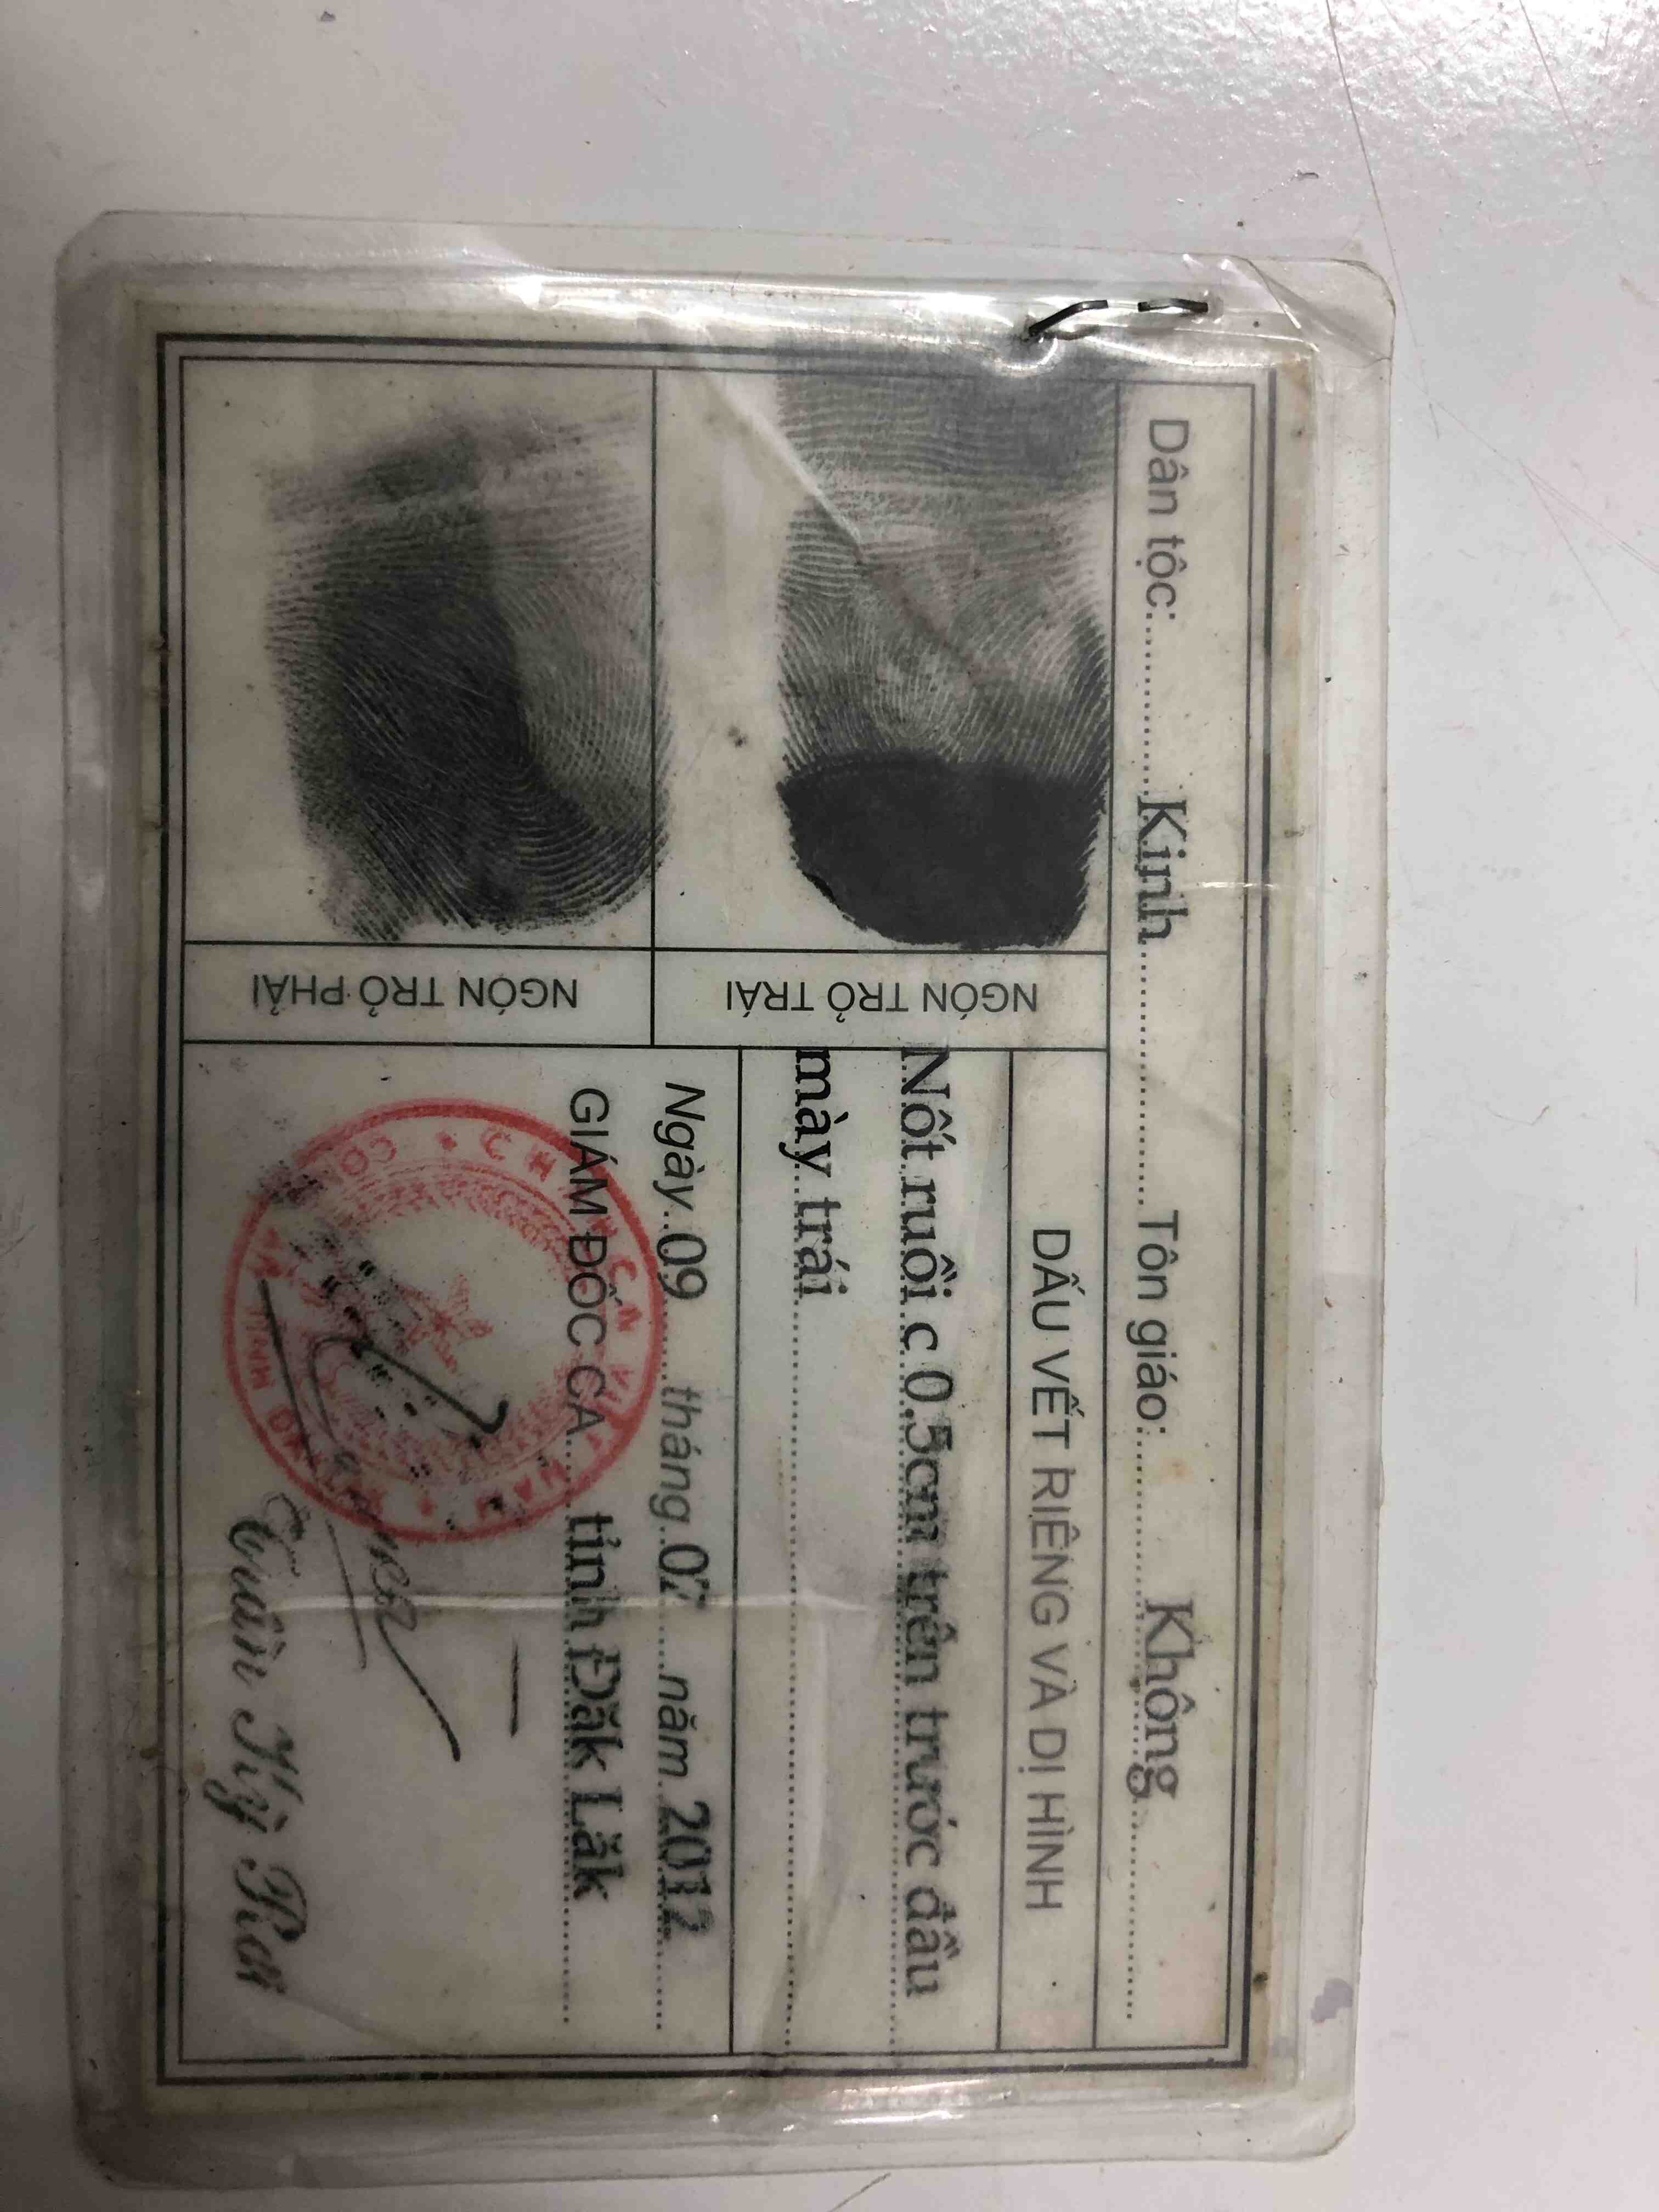 Dân tộc:..........Kinh..............Tôn giáo:..........Không..........
DẤU VẾT RIÊNG VÀ DỊ HÌNH
Nốt ruồi c 0.5cm trên trước đầu
mày trái
NGÓN TRỎ TRÁI
NGÓN TRỎ PHẢI
Ngày 09 tháng 07 năm 2012
GIÁM ĐỐC CA tỉnh Đăk Lăk